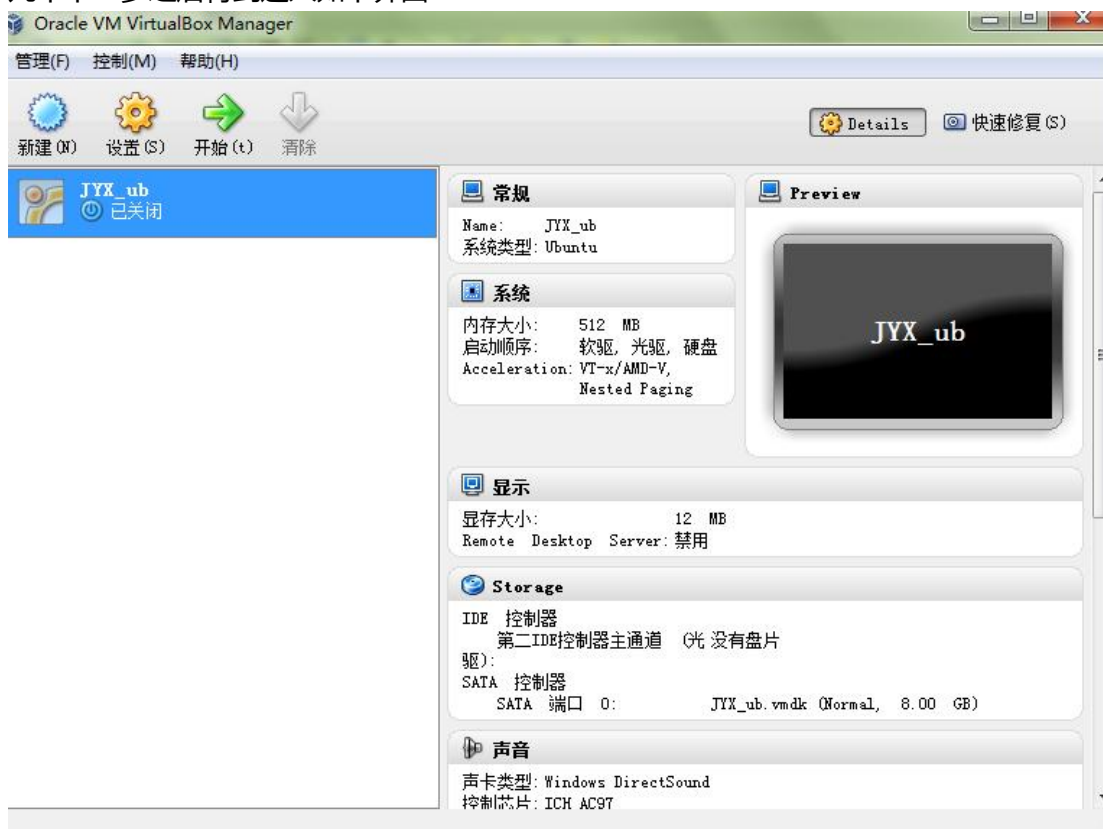 Oracle VM VirtualBox Manager
管理(F) 控制(M) 帮助(H)
新建(N) 设置(S) 开始(t) 清除
Details 快速修复(S)
JYX_ub
已关闭
常规
Name: JYX_ub
系统类型: Ubuntu
系统
内存大小: 512 MB
启动顺序: 软驱, 光驱, 硬盘
Acceleration: VT-x/AMD-V,
Nested Paging
Preview
JYX_ub
显示
显存大小: 12 MB
Remote Desktop Server: 禁用
Storage
IDE 控制器
第二IDE控制器主通道 (光 没有盘片
驱):
SATA 控制器
SATA 端口 0: JYX_ub.vmdk (Normal, 8.00 GB)
声音
声卡类型: Windows DirectSound
控制芯片: ICH AC97